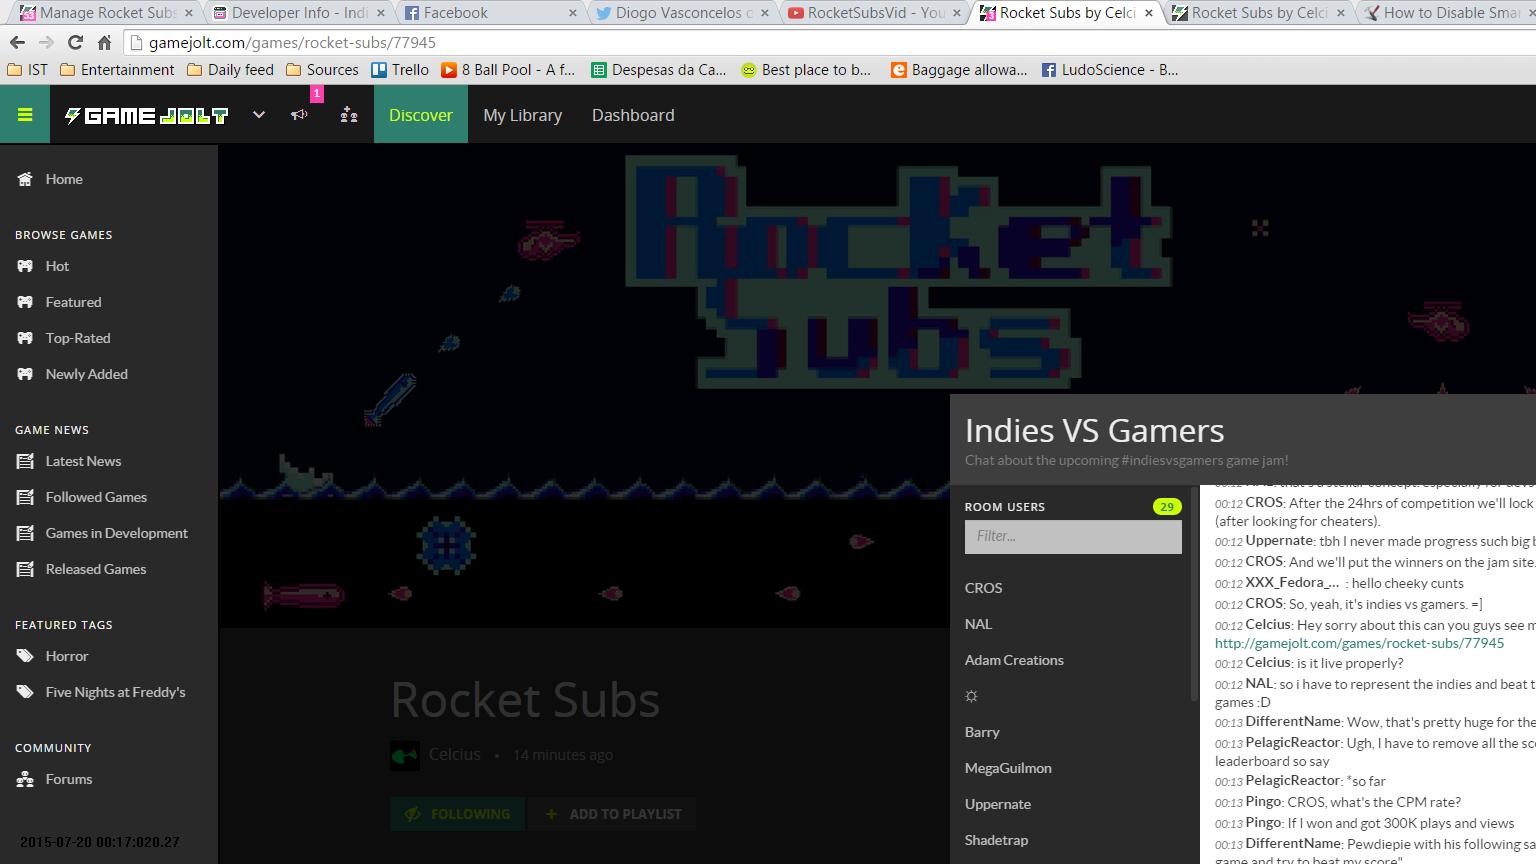 Manage Rocket Subs
Developer Info - Indi
Facebook
Diogo Vasconcelos
RocketSubsVid - You
Rocket Subs by Celci
Rocket Subs by Celci
How to Disable Smar
gamejolt.com/games/rocket-subs/77945
IST
Entertainment
Daily feed
Sources
Trello
8 Ball Pool - A f...
Despesas da Ca...
Best place to b...
Baggage allowa...
LudoScience - B...
GAME JOLT
1
Discover
My Library
Dashboard
Home
BROWSE GAMES
Hot
Featured
Top-Rated
Newly Added
GAME NEWS
Latest News
Followed Games
Games in Development
Released Games
FEATURED TAGS
Horror
Five Nights at Freddy's
COMMUNITY
Forums
2015-07-20 00:17:020.27
Rocket
Subs
Rocket Subs
Celcius • 14 minutes ago
FOLLOWING
+ ADD TO PLAYLIST
Indies VS Gamers
Chat about the upcoming #indiesvsgamers game jam!
ROOM USERS
29
Filter...
CROS
NAL
Adam Creations
Barry
MegaGuilmon
Uppernate
Shadetrap
00:12 CROS: After the 24hrs of competition we'll lock
(after looking for cheaters).
00:12 Uppernate: tbh I never made progress such big
00:12 CROS: And we'll put the winners on the jam site.
00:12 XXX_Fedora_... : hello cheeky cunts
00:12 CROS: So, yeah, it's indies vs gamers. =]
00:12 Celcius: Hey sorry about this can you guys see m
http://gamejolt.com/games/rocket-subs/77945
00:12 Celcius: is it live properly?
00:12 NAL: so i have to represent the indies and beat t
games :D
00:13 DifferentName: Wow, that's pretty huge for the
00:13 PelagicReactor: Ugh, I have to remove all the sc
leaderboard so say
00:13 PelagicReactor: *so far
00:13 Pingo: CROS, what's the CPM rate?
00:13 Pingo: If I won and got 300K plays and views
00:13 DifferentName: Pewdiepie with his following sa
game and try to beat my score"